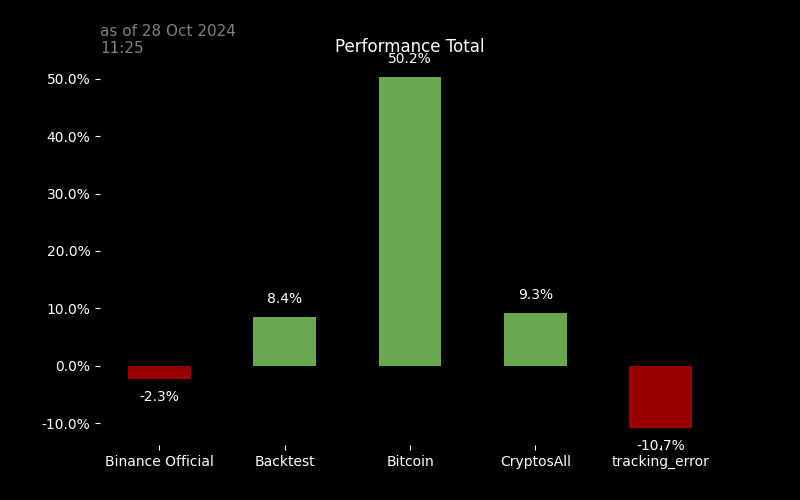 as of 28 Oct 2024
11:25
Performance Total
50.2%
50.0%
40.0%
30.0%
20.0%
10.0%
0.0%
-10.0%
-2.3%
8.4%
9.3%
-10.7%
Binance Official
Backtest
Bitcoin
CryptosAll
tracking_error